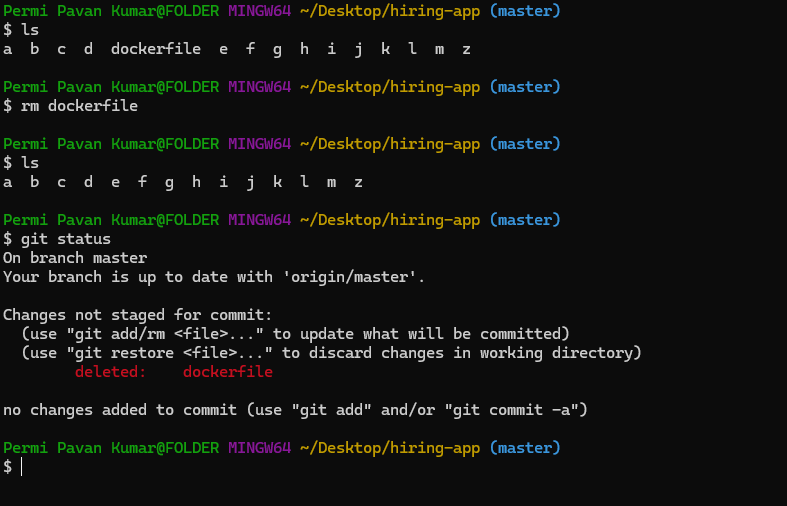 Permi Pavan Kumar@FOLDER MINGW64 ~/Desktop/hiring-app (master)
$ ls
a  b  c  d  dockerfile  e  f  g  h  i  j  k  l  m  z
Permi Pavan Kumar@FOLDER MINGW64 ~/Desktop/hiring-app (master)
$ rm dockerfile
Permi Pavan Kumar@FOLDER MINGW64 ~/Desktop/hiring-app (master)
$ ls
a  b  c  d  e  f  g  h  i  j  k  l  m  z
Permi Pavan Kumar@FOLDER MINGW64 ~/Desktop/hiring-app (master)
$ git status
On branch master
Your branch is up to date with 'origin/master'.
Changes not staged for commit:
  (use "git add/rm <file>..." to update what will be committed)
  (use "git restore <file>..." to discard changes in working directory)
        deleted:    dockerfile
no changes added to commit (use "git add" and/or "git commit -a")
Permi Pavan Kumar@FOLDER MINGW64 ~/Desktop/hiring-app (master)
$